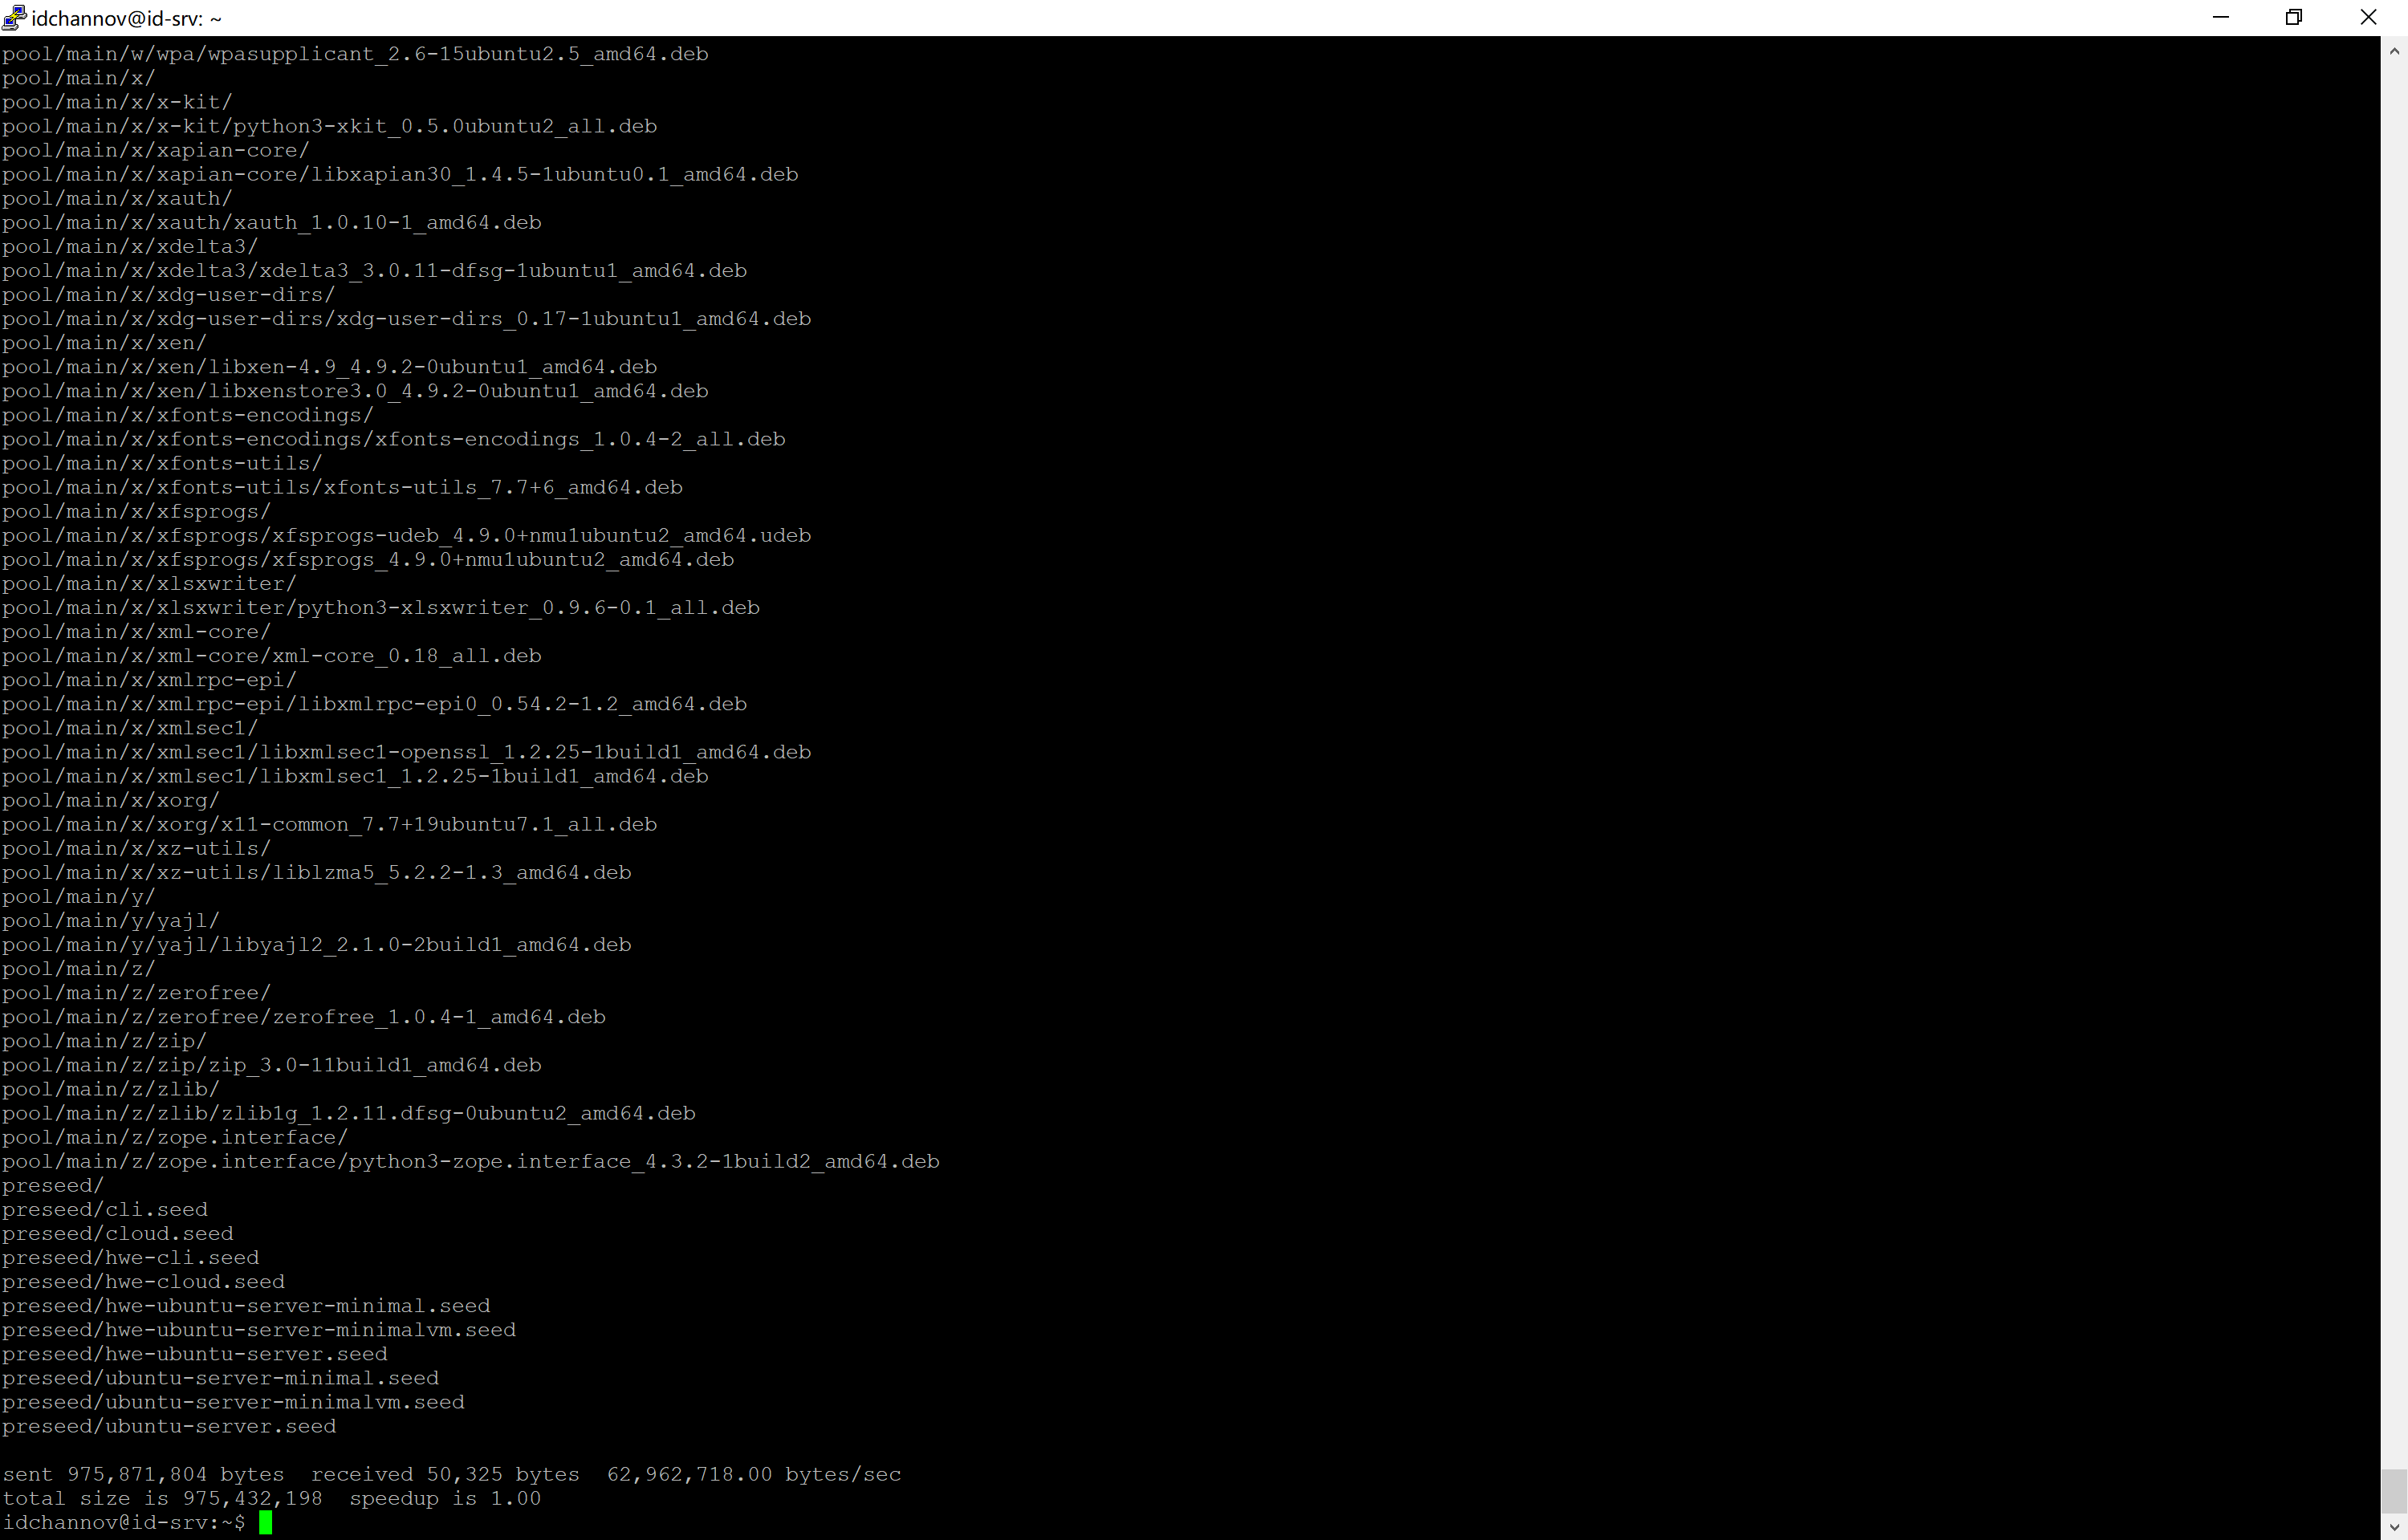 idchannov@id-srv: ~
pool/main/w/wpa/wpasupplicant_2.6-15ubuntu2.5_amd64.deb
pool/main/x/
pool/main/x/x-kit/
pool/main/x/x-kit/python3-xkit_0.5.0ubuntu2_all.deb
pool/main/x/xapian-core/
pool/main/x/xapian-core/libxapian30_1.4.5-1ubuntu0.1_amd64.deb
pool/main/x/xauth/
pool/main/x/xauth/xauth_1.0.10-1_amd64.deb
pool/main/x/xdelta3/
pool/main/x/xdelta3/xdelta3_3.0.11-dfsg-1ubuntu1_amd64.deb
pool/main/x/xdg-user-dirs/
pool/main/x/xdg-user-dirs/xdg-user-dirs_0.17-1ubuntu1_amd64.deb
pool/main/x/xen/
pool/main/x/xen/libxen-4.9_4.9.2-0ubuntu1_amd64.deb
pool/main/x/xen/libxenstore3.0_4.9.2-0ubuntu1_amd64.deb
pool/main/x/xfonts-encodings/
pool/main/x/xfonts-encodings/xfonts-encodings_1.0.4-2_all.deb
pool/main/x/xfonts-utils/
pool/main/x/xfonts-utils/xfonts-utils_7.7+6_amd64.deb
pool/main/x/xfsprogs/
pool/main/x/xfsprogs/xfsprogs-udeb_4.9.0+nmu1ubuntu2_amd64.udeb
pool/main/x/xfsprogs/xfsprogs_4.9.0+nmu1ubuntu2_amd64.deb
pool/main/x/xlsxwriter/
pool/main/x/xlsxwriter/python3-xlsxwriter_0.9.6-0.1_all.deb
pool/main/x/xml-core/
pool/main/x/xml-core/xml-core_0.18_all.deb
pool/main/x/xmlrpc-epi/
pool/main/x/xmlrpc-epi/libxmlrpc-epi0_0.54.2-1.2_amd64.deb
pool/main/x/xmlsec1/
pool/main/x/xmlsec1/libxmlsec1-openssl_1.2.25-1build1_amd64.deb
pool/main/x/xmlsec1/libxmlsec1_1.2.25-1build1_amd64.deb
pool/main/x/xorg/
pool/main/x/xorg/x11-common_7.7+19ubuntu7.1_all.deb
pool/main/x/xz-utils/
pool/main/x/xz-utils/liblzma5_5.2.2-1.3_amd64.deb
pool/main/y/
pool/main/y/yajl/
pool/main/y/yajl/libyajl2_2.1.0-2build1_amd64.deb
pool/main/z/
pool/main/z/zerofree/
pool/main/z/zerofree/zerofree_1.0.4-1_amd64.deb
pool/main/z/zip/
pool/main/z/zip/zip_3.0-11build1_amd64.deb
pool/main/z/zlib/
pool/main/z/zlib/zlib1g_1.2.11.dfsg-0ubuntu2_amd64.deb
pool/main/z/zope.interface/
pool/main/z/zope.interface/python3-zope.interface_4.3.2-1build2_amd64.deb
preseed/
preseed/cli.seed
preseed/cloud.seed
preseed/hwe-cli.seed
preseed/hwe-cloud.seed
preseed/hwe-ubuntu-server-minimal.seed
preseed/hwe-ubuntu-server-minimalvm.seed
preseed/hwe-ubuntu-server.seed
preseed/ubuntu-server-minimal.seed
preseed/ubuntu-server-minimalvm.seed
preseed/ubuntu-server.seed
sent 975,871,804 bytes  received 50,325 bytes  62,962,718.00 bytes/sec
total size is 975,432,198  speedup is 1.00
idchannov@id-srv:~$